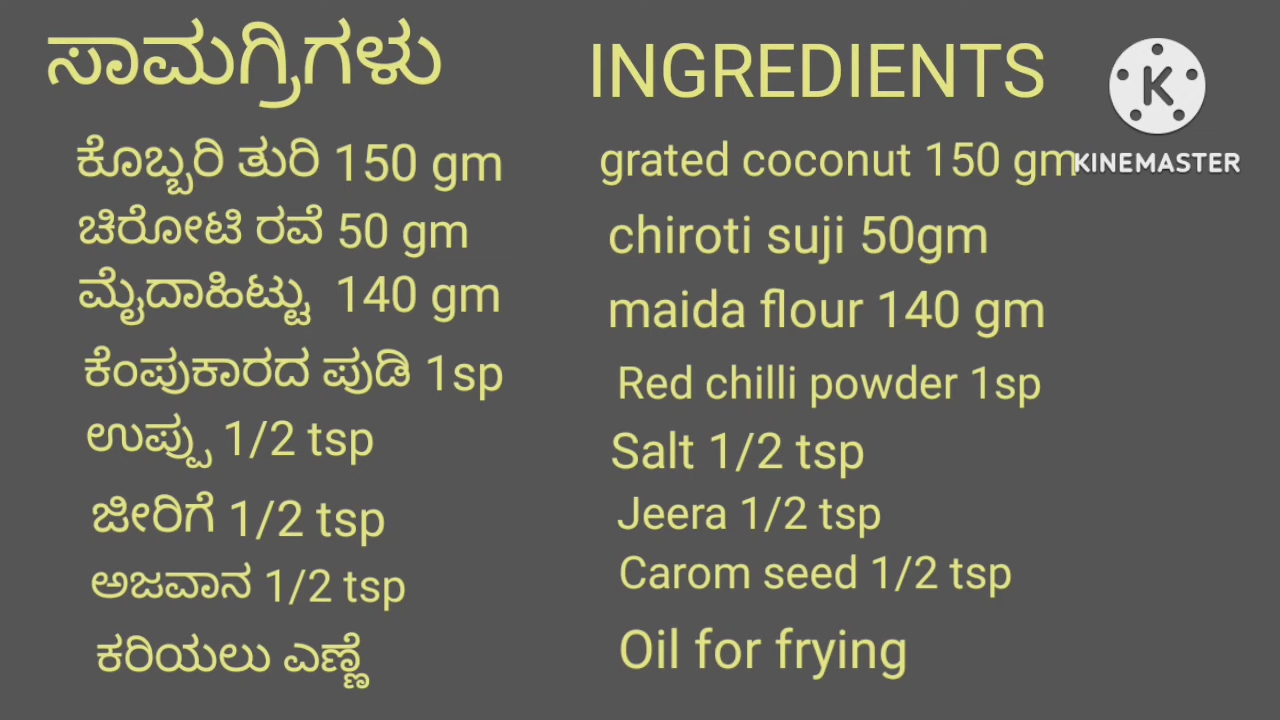 ಸಾಮಗ್ರಿಗಳು
ಕೊಬ್ಬರಿ ತುರಿ 150 gm
ಚಿರೋಟಿ ರವೆ 50 gm
ಮೈದಾಹಿಟ್ಟು 140 gm
ಕೆಂಪುಕಾರದ ಪುಡಿ 1sp
ಉಪ್ಪು 1/2 tsp
ಜೀರಿಗೆ 1/2 tsp
ಅಜವಾನ 1/2 tsp
ಕರಿಯಲು ಎಣ್ಣೆ
INGREDIENTS
grated coconut 150 gm
chiroti suji 50gm
maida flour 140 gm
Red chilli powder 1sp
Salt 1/2 tsp
Jeera 1/2 tsp
Carom seed 1/2 tsp
Oil for frying
K
KINEMASTER